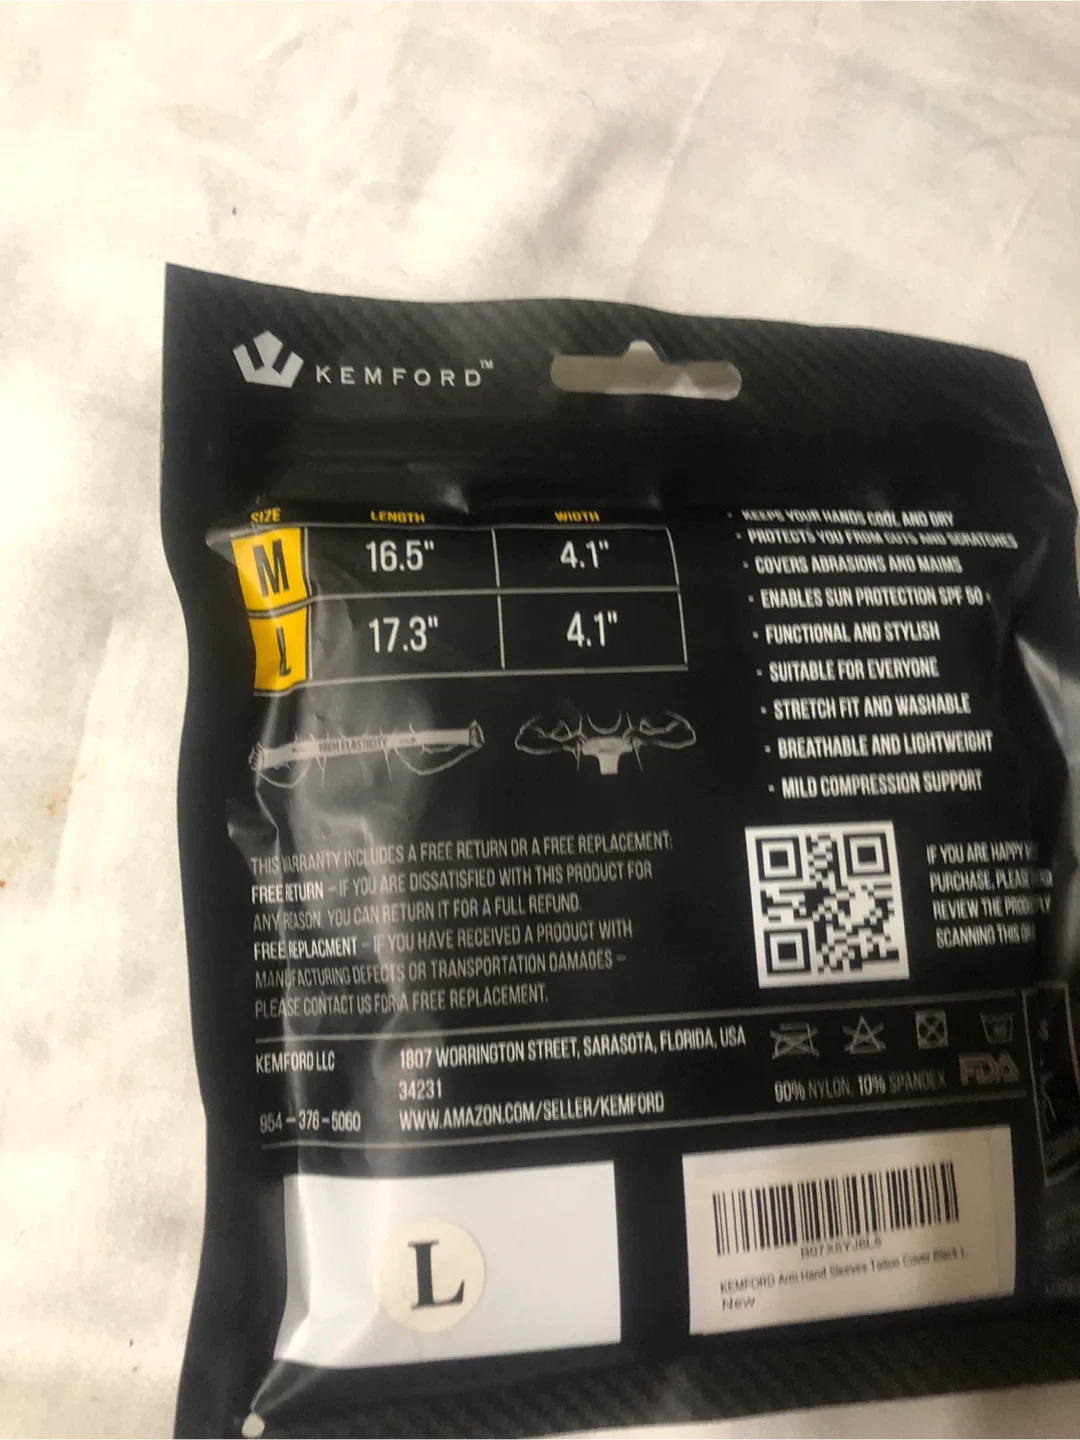 KEMFORD™
SIZE LENGTH WIDTH
M 16.5" 4.1"
L 17.3" 4.1"
HIGH ELASTICITY
- KEEPS YOUR HANDS COOL AND DRY
- PROTECTS YOU FROM CUTS AND SCRATCHES
- COVERS ABRASIONS AND MAIMS
- ENABLES SUN PROTECTION SPF 50+
- FUNCTIONAL AND STYLISH
- SUITABLE FOR EVERYONE
- STRETCH FIT AND WASHABLE
- BREATHABLE AND LIGHTWEIGHT
- MILD COMPRESSION SUPPORT
THIS WARRANTY INCLUDES A FREE RETURN OR A FREE REPLACEMENT:
FREE RETURN – IF YOU ARE DISSATISFIED WITH THIS PRODUCT FOR
ANY REASON. YOU CAN RETURN IT FOR A FULL REFUND.
FREE REPLACMENT – IF YOU HAVE RECEIVED A PRODUCT WITH
MANUFACTURING DEFECTS OR TRANSPORTATION DAMAGES –
PLEASE CONTACT US FOR A FREE REPLACEMENT.
IF YOU ARE HAPPY
PURCHASE, PLEASE
REVIEW THE
SCANNING THIS
KEMFORD LLC
954-376-5060
1807 WORRINGTON STREET, SARASOTA, FLORIDA, USA
34231
WWW.AMAZON.COM/SELLER/KEMFORD
90% NYLON, 10% SPANDEX
FDA
L
KEMFORD Arm Hand Sleeves Tattoo Cover Black L
New